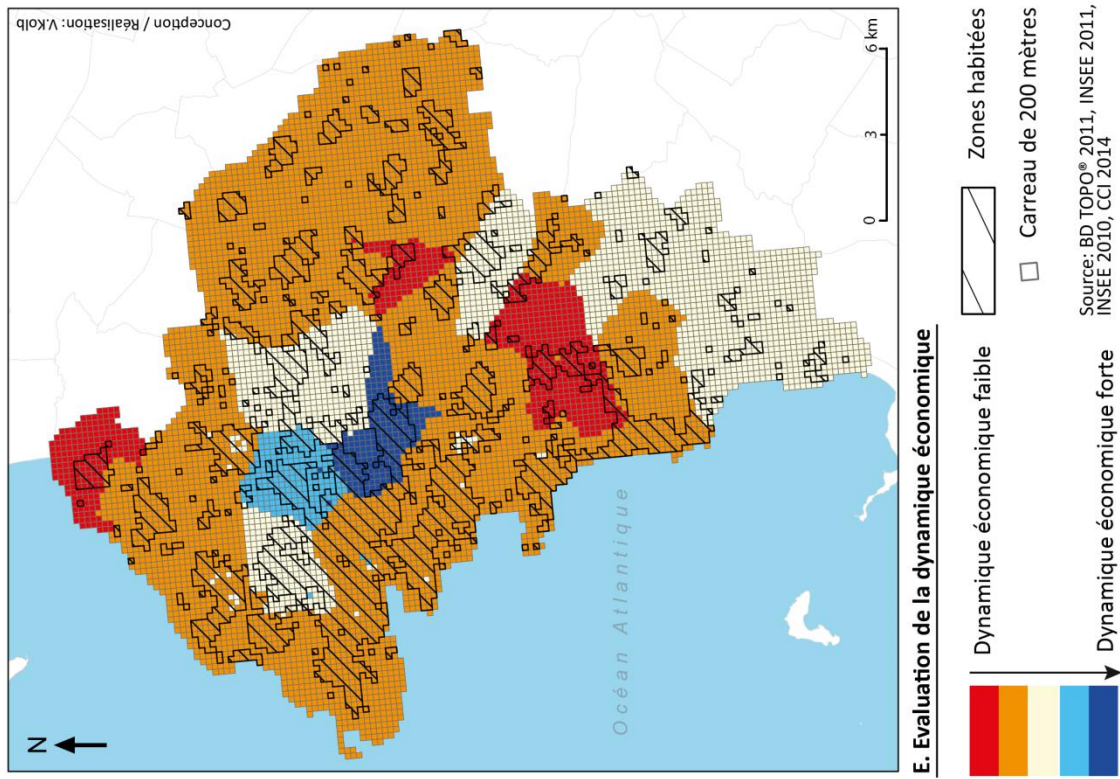 Conception / Réalisation: V.Kolb
N
Océan Atlantique
0 3 6 km
E. Evaluation de la dynamique économique
Dynamique économique faible
Dynamique économique forte
Zones habitées
Carreau de 200 mètres
Source: BD TOPO® 2011, INSEE 2011,
INSEE 2010, CCI 2014